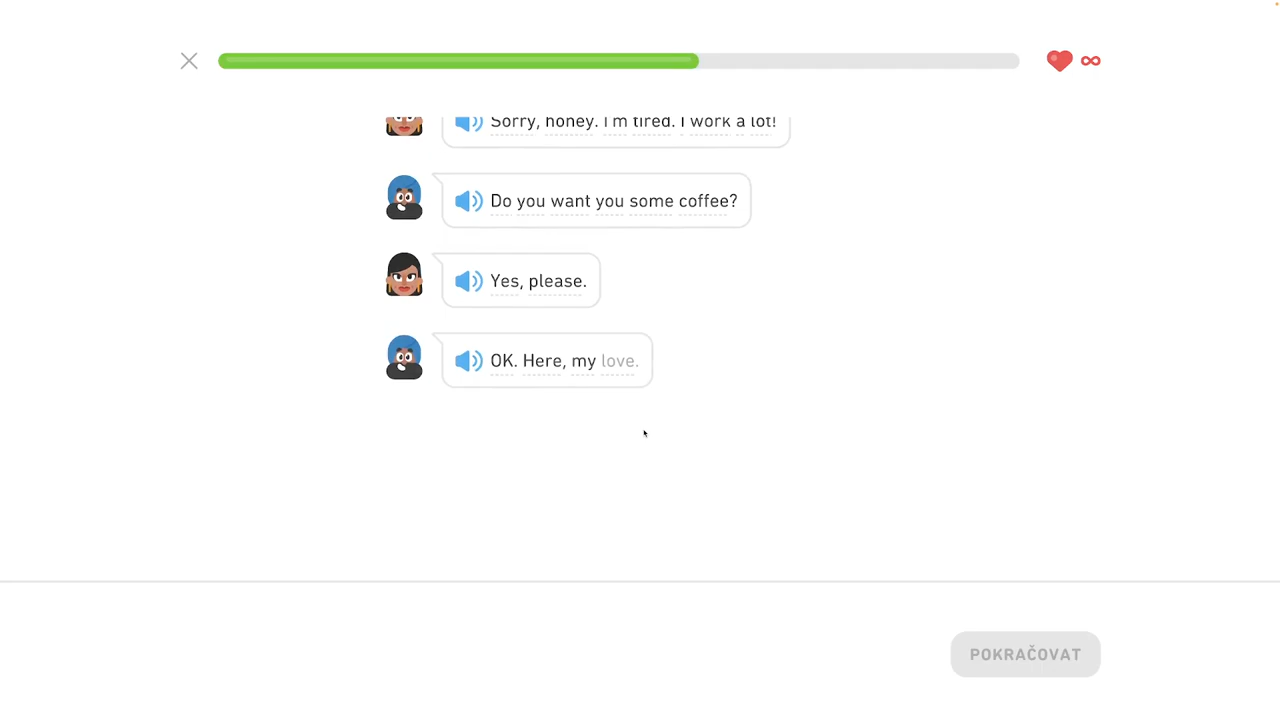 Sorry, honey. I'm tired. I work a lot!
Do you want you some coffee?
Yes, please.
OK. Here, my love.
POKRAČOVAT